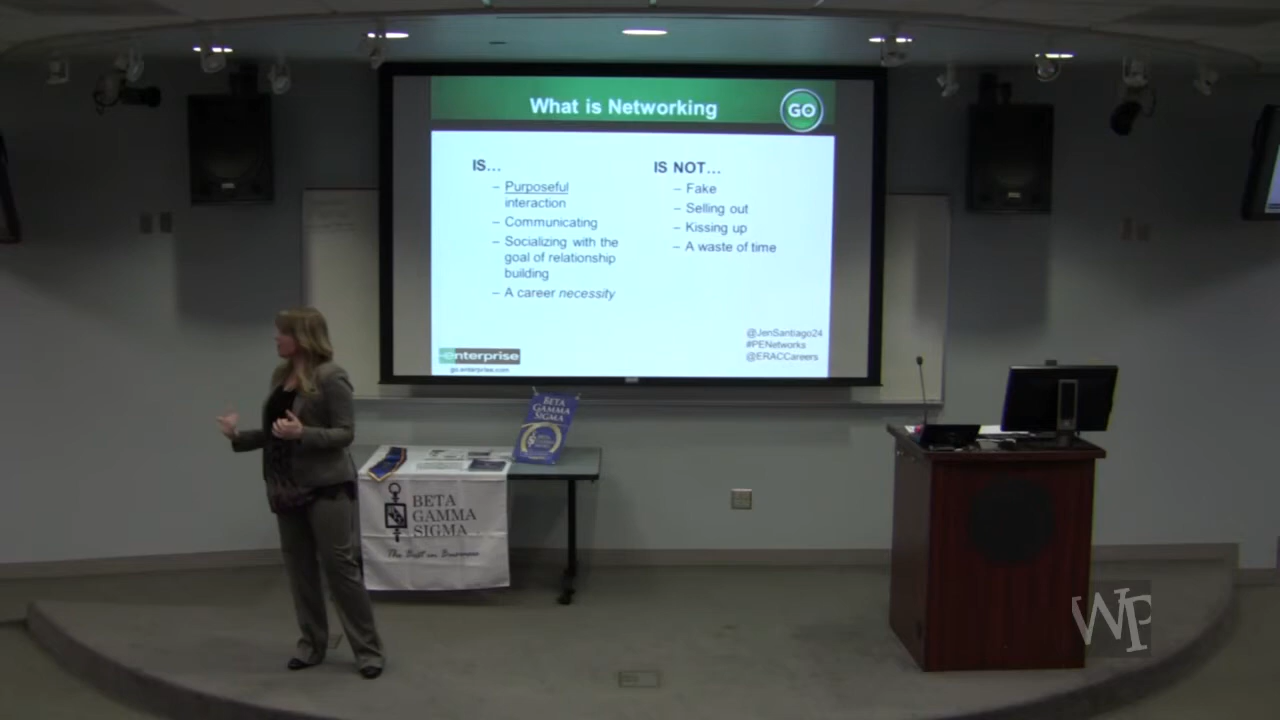 What is Networking
GO
IS…
– Purposeful
interaction
– Communicating
– Socializing with the
goal of relationship
building
– A career necessity
IS NOT…
– Fake
– Selling out
– Kissing up
– A waste of time
@JenSantiago24
#PENetworks
@ERACCareers
enterprise
go.enterprise.com
BETA
GAMMA
SIGMA
BETA
GAMMA
SIGMA
The Best in Business
WP